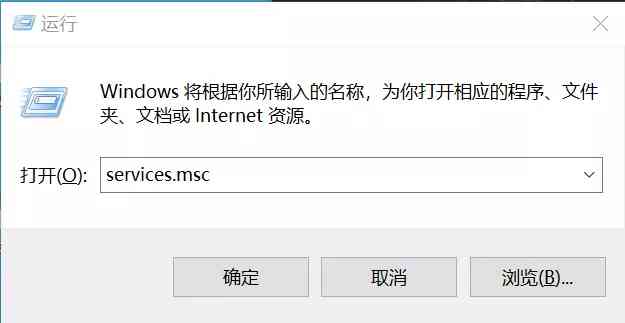 运行
Windows 将根据你所输入的名称，为你打开相应的程序、文件
夹、文档或 Internet 资源。
打开(O): services.msc
确定 取消 浏览(B)...